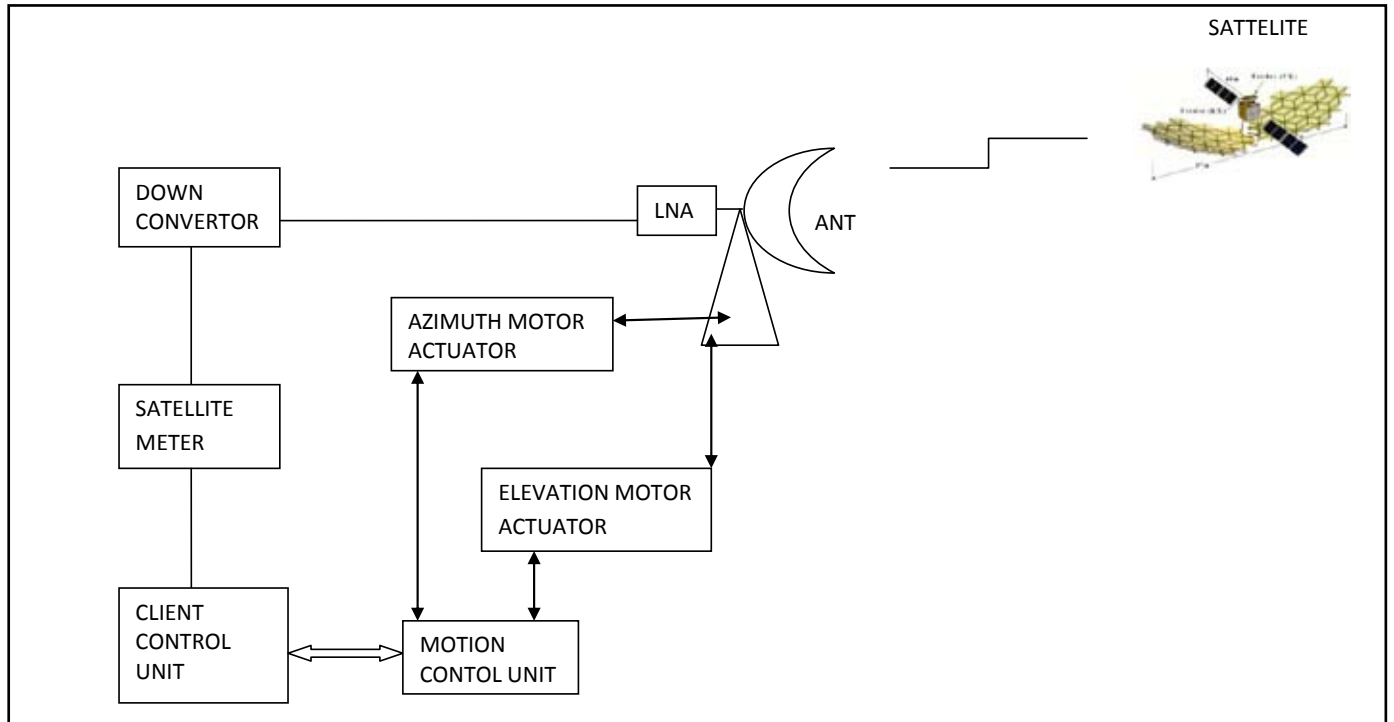 SATTELITE
DOWN
CONVERTOR
LNA
ANT
AZIMUTH MOTOR
ACTUATOR
SATELLITE
METER
ELEVATION MOTOR
ACTUATOR
CLIENT
CONTROL
UNIT
MOTION
CONTOL UNIT